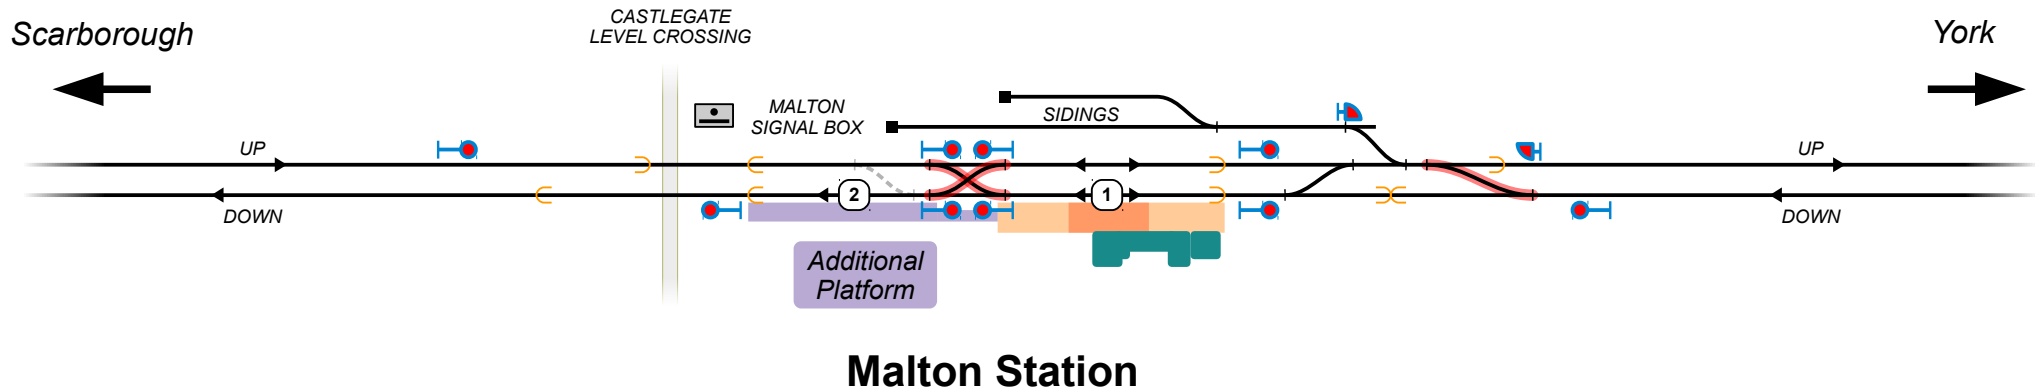 Scarborough
CASTLEGATE
LEVEL CROSSING
York
MALTON
SIGNAL BOX
SIDINGS
UP
UP
2
1
DOWN
DOWN
Additional
Platform
Malton Station